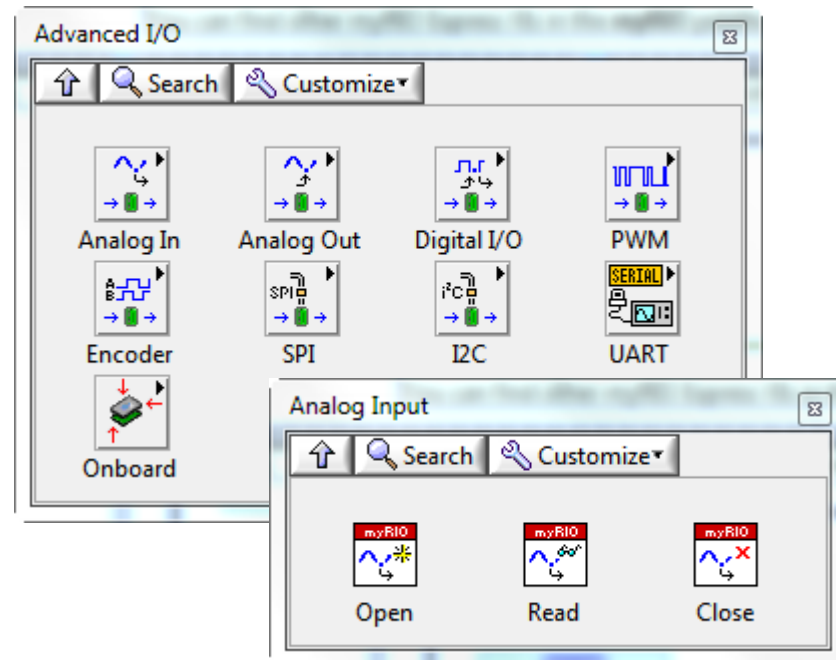 Advanced I/O
Search Customize
Analog In Analog Out Digital I/O PWM
A
B
SPI
I²C
SERIAL
Encoder SPI I2C UART
Onboard
Analog Input
Search Customize
myRIO myRIO myRIO
Open Read Close